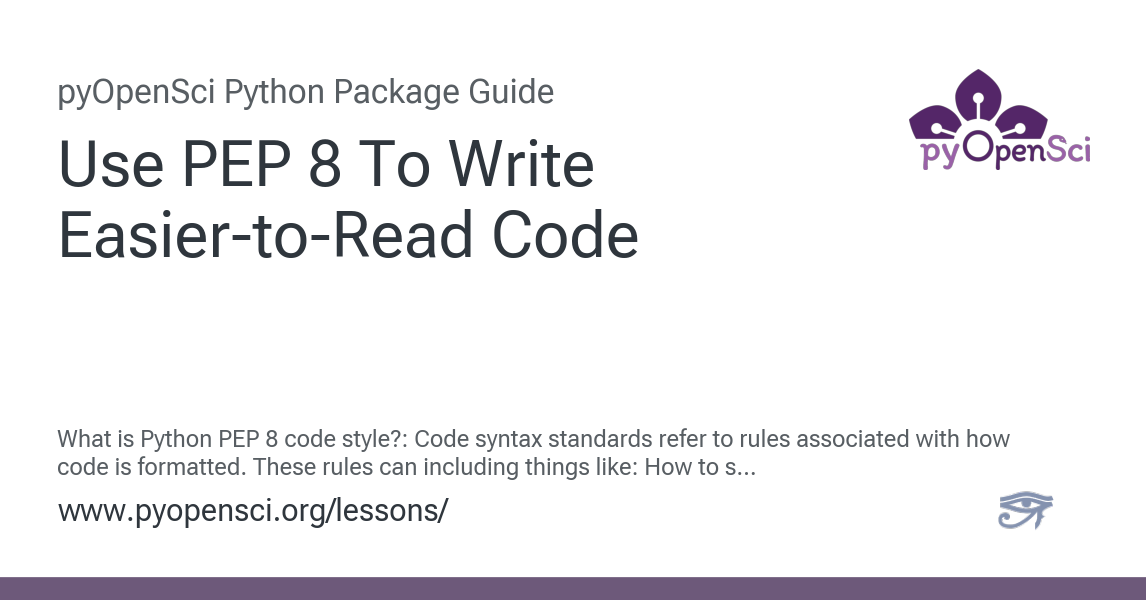 pyOpenSci Python Package Guide
Use PEP 8 To Write
Easier-to-Read Code
pyOpenSci
What is Python PEP 8 code style?: Code syntax standards refer to rules associated with how
code is formatted. These rules can including things like: How to s...
www.pyopensci.org/lessons/